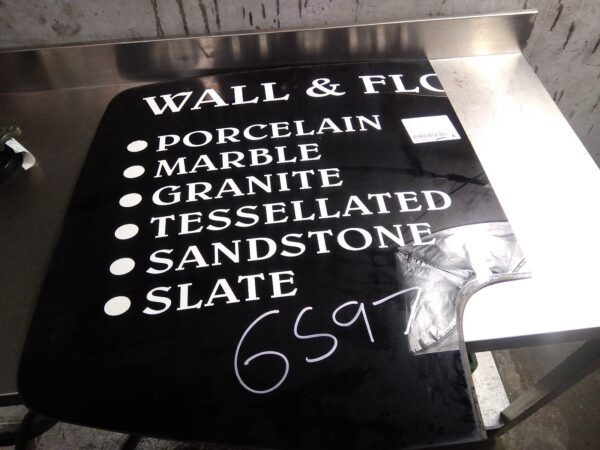 WALL & FLO
• PORCELAIN
• MARBLE
• GRANITE
• TESSELLATED
• SANDSTONE
• SLATE
6597